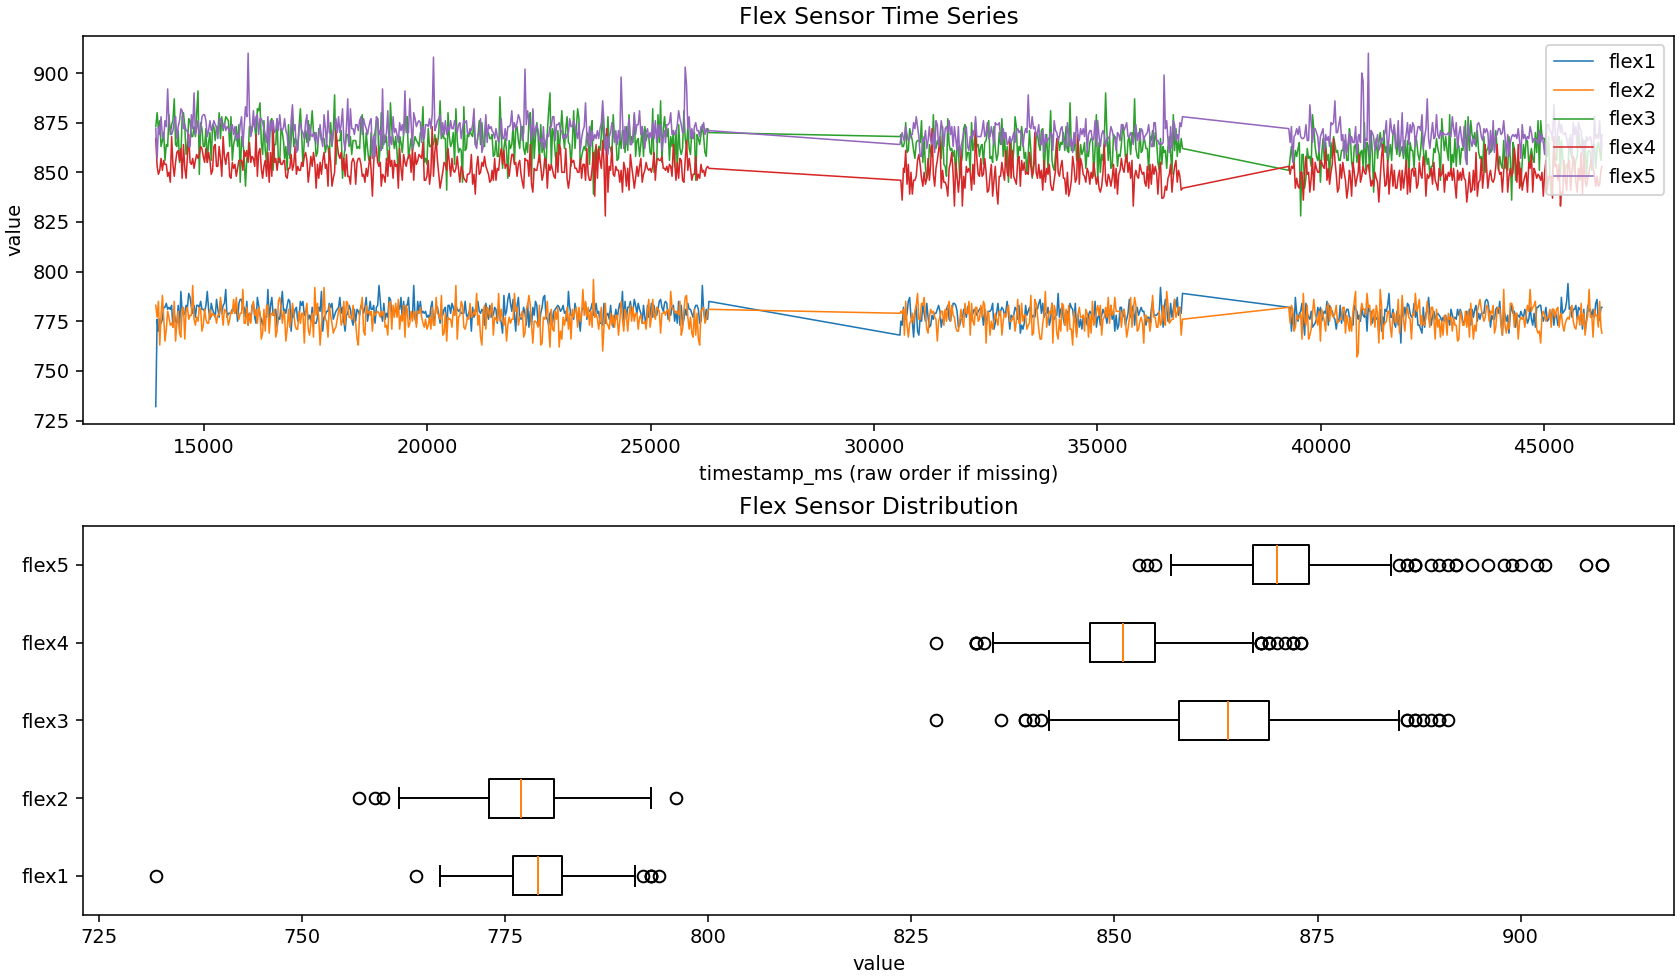 Flex Sensor Time Series
900
875
850
825
800
775
750
725
value
flex1
flex2
flex3
flex4
flex5
15000 20000 25000 30000 35000 40000 45000
timestamp_ms (raw order if missing)
Flex Sensor Distribution
flex5
flex4
flex3
flex2
flex1
725 750 775 800 825 850 875 900
value